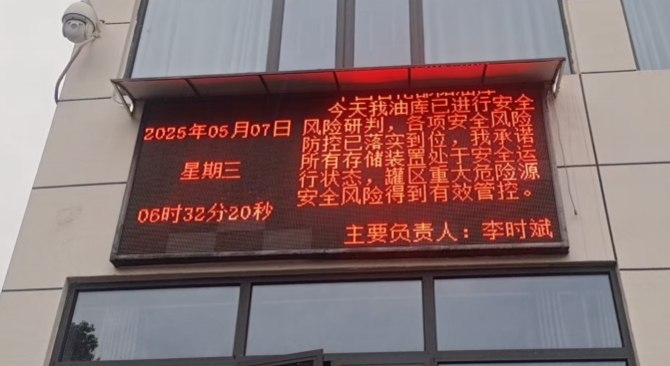 2025年05月07日
星期三
06时32分20秒
今天我油库已进行安全
风险研判，各项安全风险
防控已落实到位，我承诺
所有存储装置处于安全运
行状态，罐区重大危险源
安全风险得到有效管控。
主要负责人：李时斌